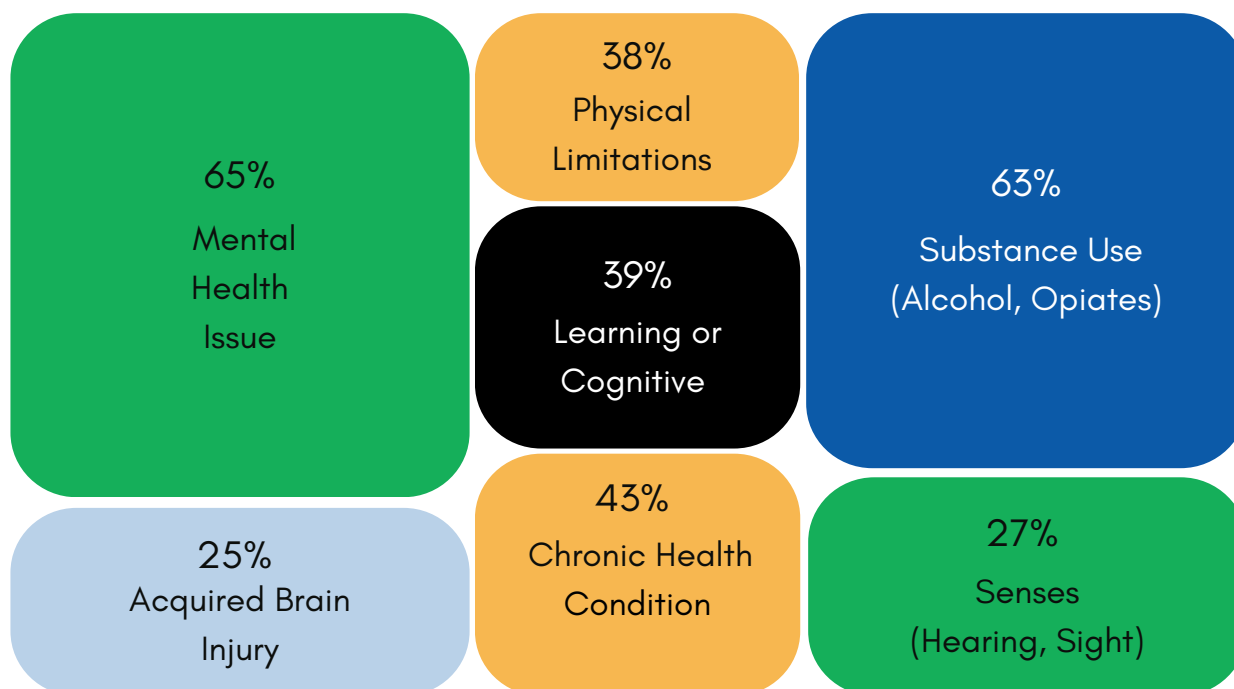 65%
Mental
Health
Issue
38%
Physical
Limitations
63%
Substance Use
(Alcohol, Opiates)
39%
Learning or
Cognitive
25%
Acquired Brain
Injury
43%
Chronic Health
Condition
27%
Senses
(Hearing, Sight)